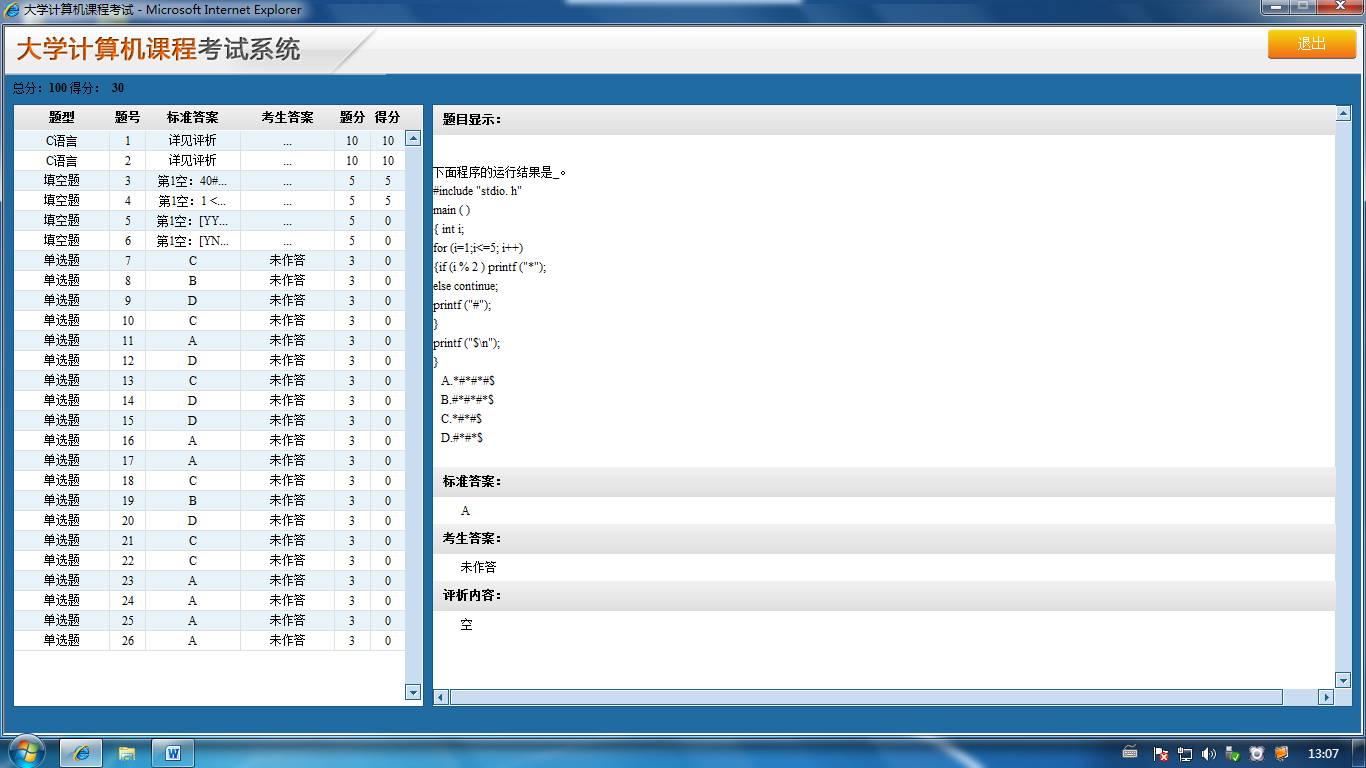 大学计算机课程考试 - Microsoft Internet Explorer
大学计算机课程考试系统
退出
总分：100 得分： 30
题型 题号 标准答案 考生答案 题分 得分
C语言 1 详见评析 ... 10 10
C语言 2 详见评析 ... 10 10
填空题 3 第1空：40#... ... 5 5
填空题 4 第1空：1 <... ... 5 5
填空题 5 第1空：[YY... ... 5 0
填空题 6 第1空：[YN... ... 5 0
单选题 7 C 未作答 3 0
单选题 8 B 未作答 3 0
单选题 9 D 未作答 3 0
单选题 10 C 未作答 3 0
单选题 11 A 未作答 3 0
单选题 12 D 未作答 3 0
单选题 13 C 未作答 3 0
单选题 14 D 未作答 3 0
单选题 15 D 未作答 3 0
单选题 16 A 未作答 3 0
单选题 17 A 未作答 3 0
单选题 18 C 未作答 3 0
单选题 19 B 未作答 3 0
单选题 20 D 未作答 3 0
单选题 21 C 未作答 3 0
单选题 22 C 未作答 3 0
单选题 23 A 未作答 3 0
单选题 24 A 未作答 3 0
单选题 25 A 未作答 3 0
单选题 26 A 未作答 3 0
题目显示：
下面程序的运行结果是_。
#include "stdio. h"
main ( )
{ int i;
for (i=1;i<=5; i++)
{if (i % 2 ) printf ("*");
else continue;
printf ("#");
}
printf ("$\n");
}
A.*#*#*#$
B.#*#*#*$
C.*#*#$
D.#*#*$
标准答案：
A
考生答案：
未作答
评析内容：
空
13:07